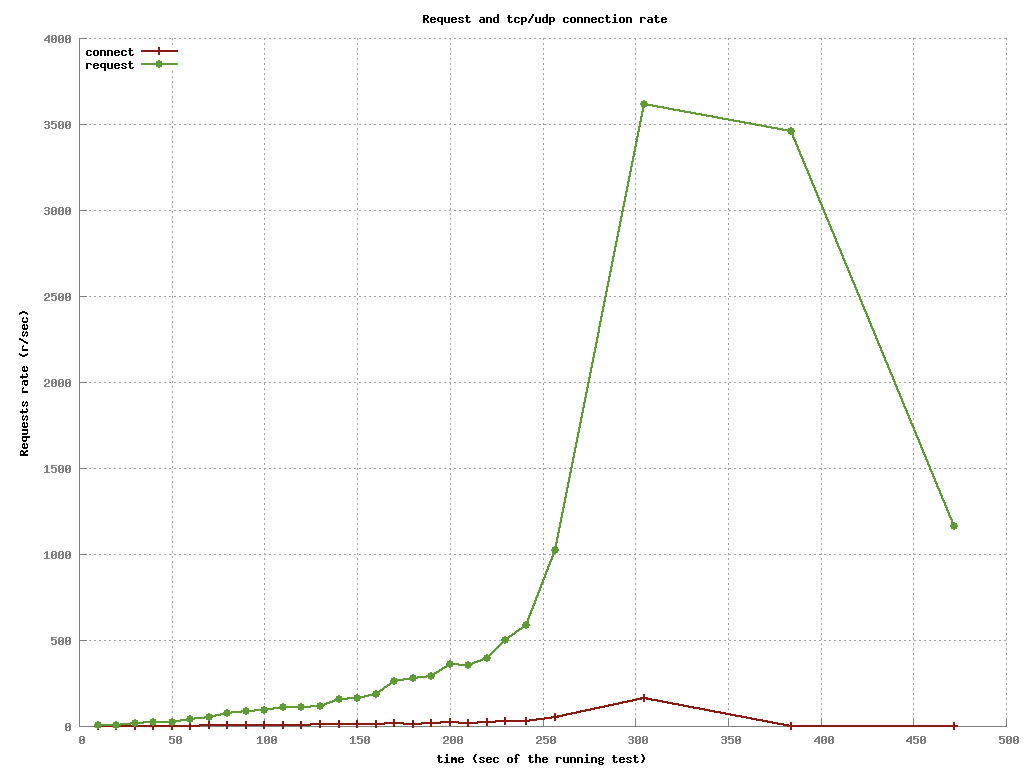 Request and tcp/udp connection rate
4000
connect
request
3500
3000
2500
2000
1500
1000
500
0
Requests rate (r/sec)
0 50 100 150 200 250 300 350 400 450 500
time (sec of the running test)